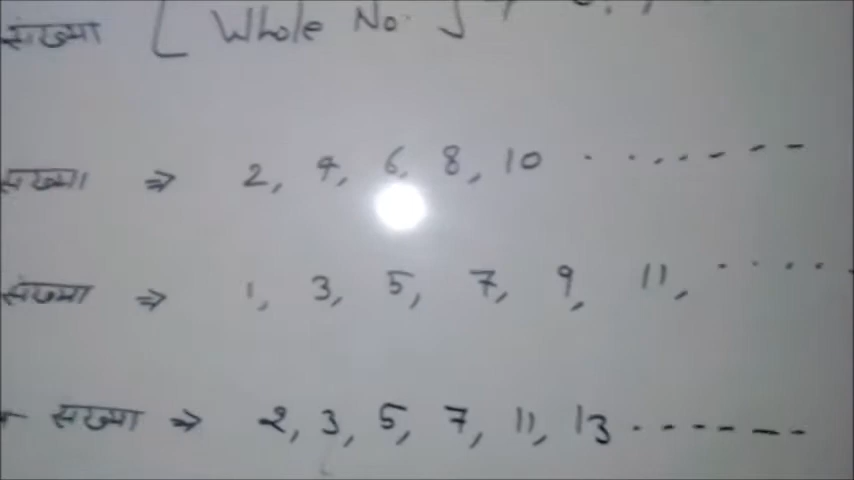 संख्या [ Whole No. ]
संख्या ⇒ 2, 4, 6, 8, 10 . . . . - - -
संख्या ⇒ 1, 3, 5, 7, 9, 11, . . . . .
संख्या ⇒ 2, 3, 5, 7, 11, 13 . - - - - - -